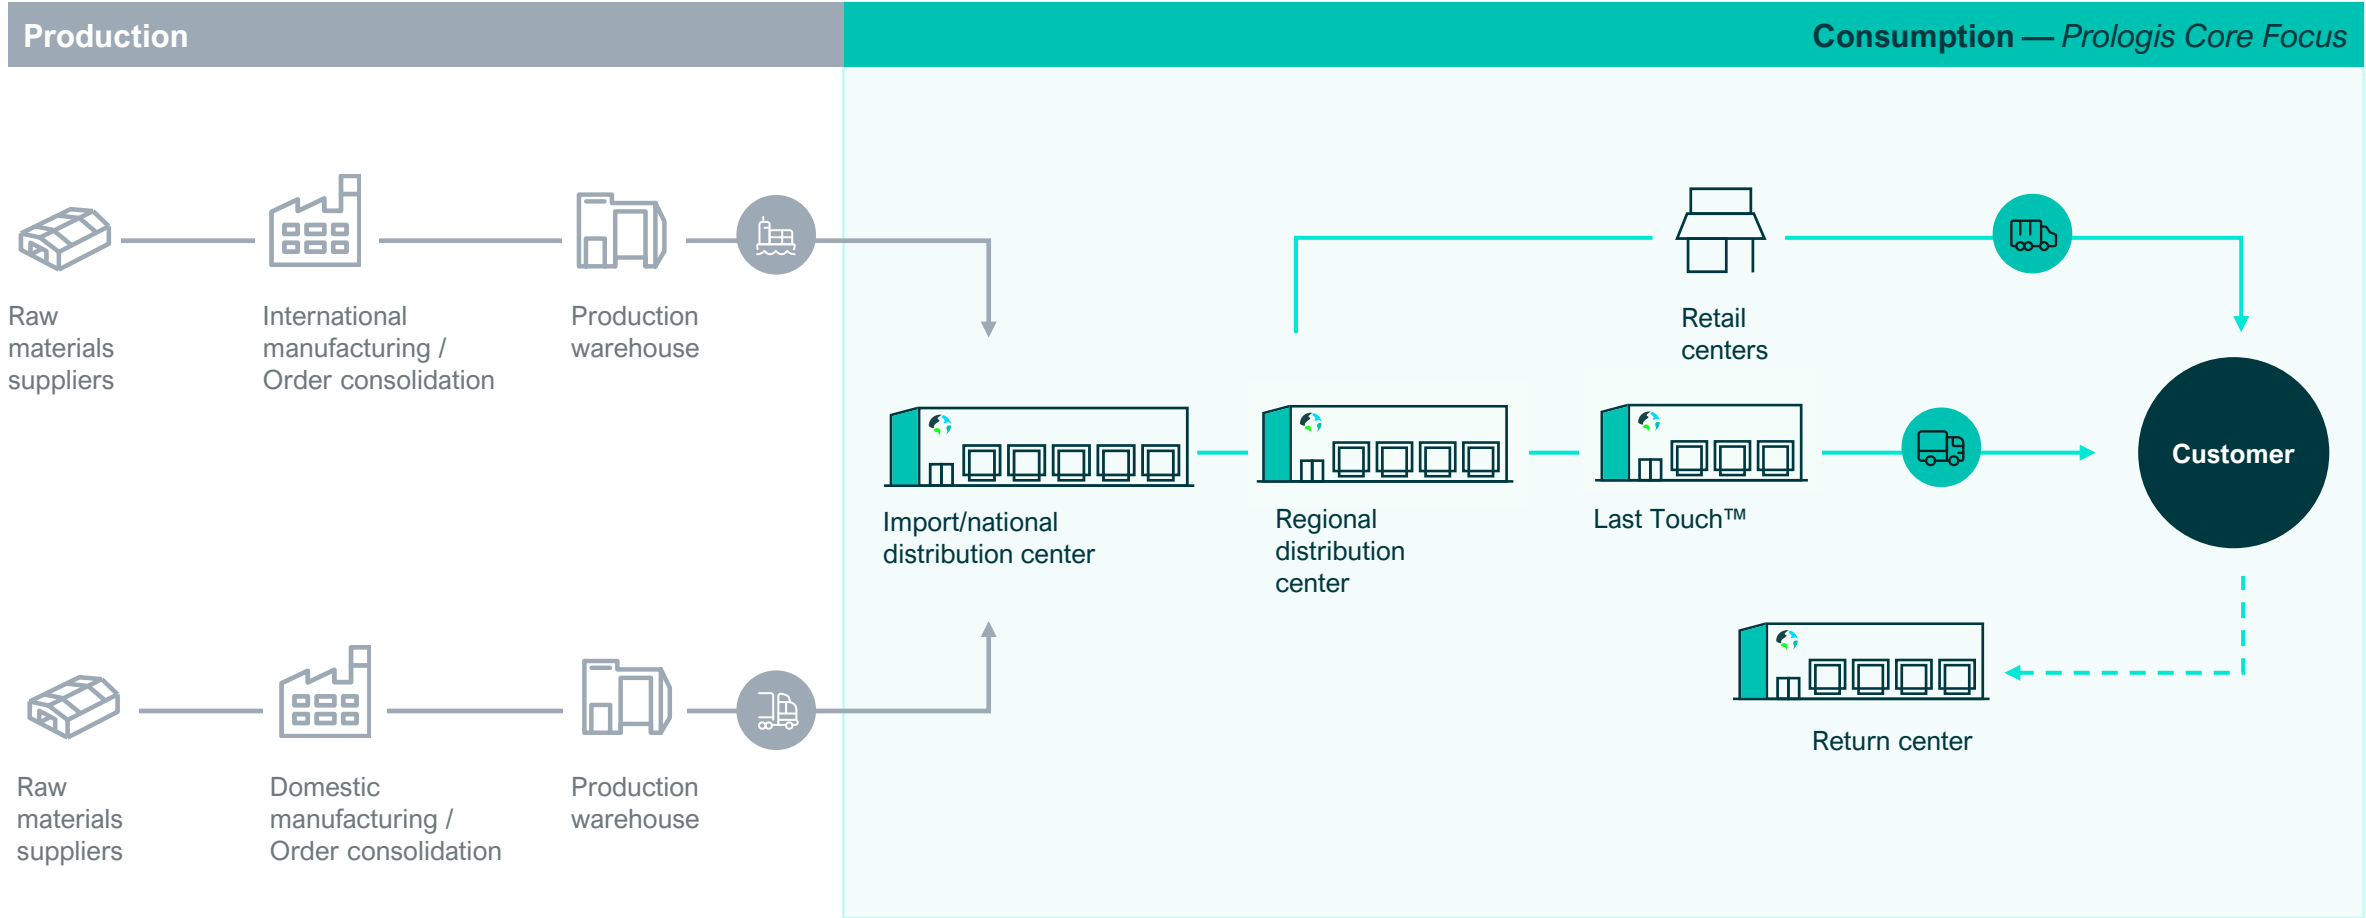 Production
Consumption — Prologis Core Focus
Raw
materials
suppliers
International
manufacturing /
Order consolidation
Production
warehouse
Retail
centers
Customer
Import/national
distribution center
Regional
distribution
center
Last Touch™
Return center
Raw
materials
suppliers
Domestic
manufacturing /
Order consolidation
Production
warehouse